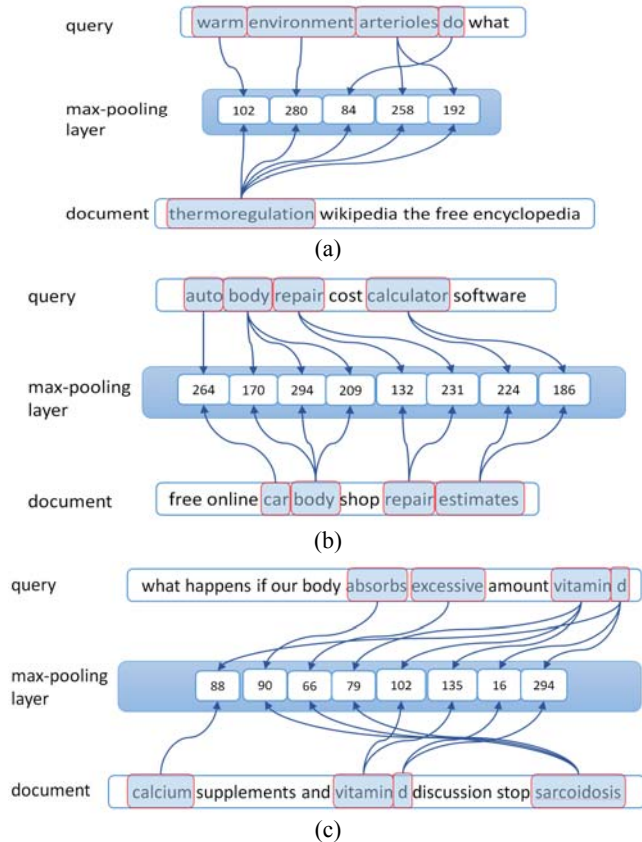 query warm environment arterioles do what
max-pooling
layer
102 280 84 258 192
document thermoregulation wikipedia the free encyclopedia
(a)
query auto body repair cost calculator software
max-pooling
layer
264 170 294 209 132 231 224 186
document free online car body shop repair estimates
(b)
query what happens if our body absorbs excessive amount vitamin d
max-pooling
layer
88 90 66 79 102 135 16 294
document calcium supplements and vitamin d discussion stop sarcoidosis
(c)